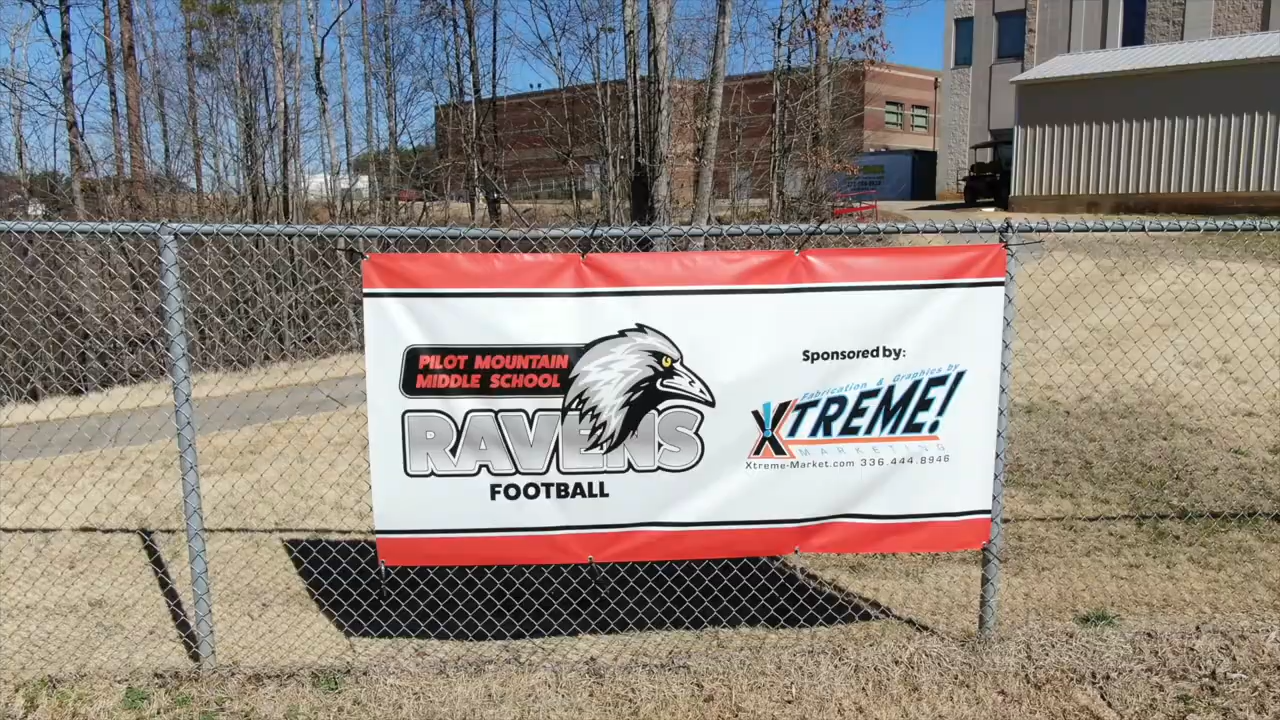 PILOT MOUNTAIN
MIDDLE SCHOOL
RAVENS
FOOTBALL
Sponsored by:
Fabrication & Graphics by
XTREME!
MARKETING
Xtreme-Market.com 336.444.8946